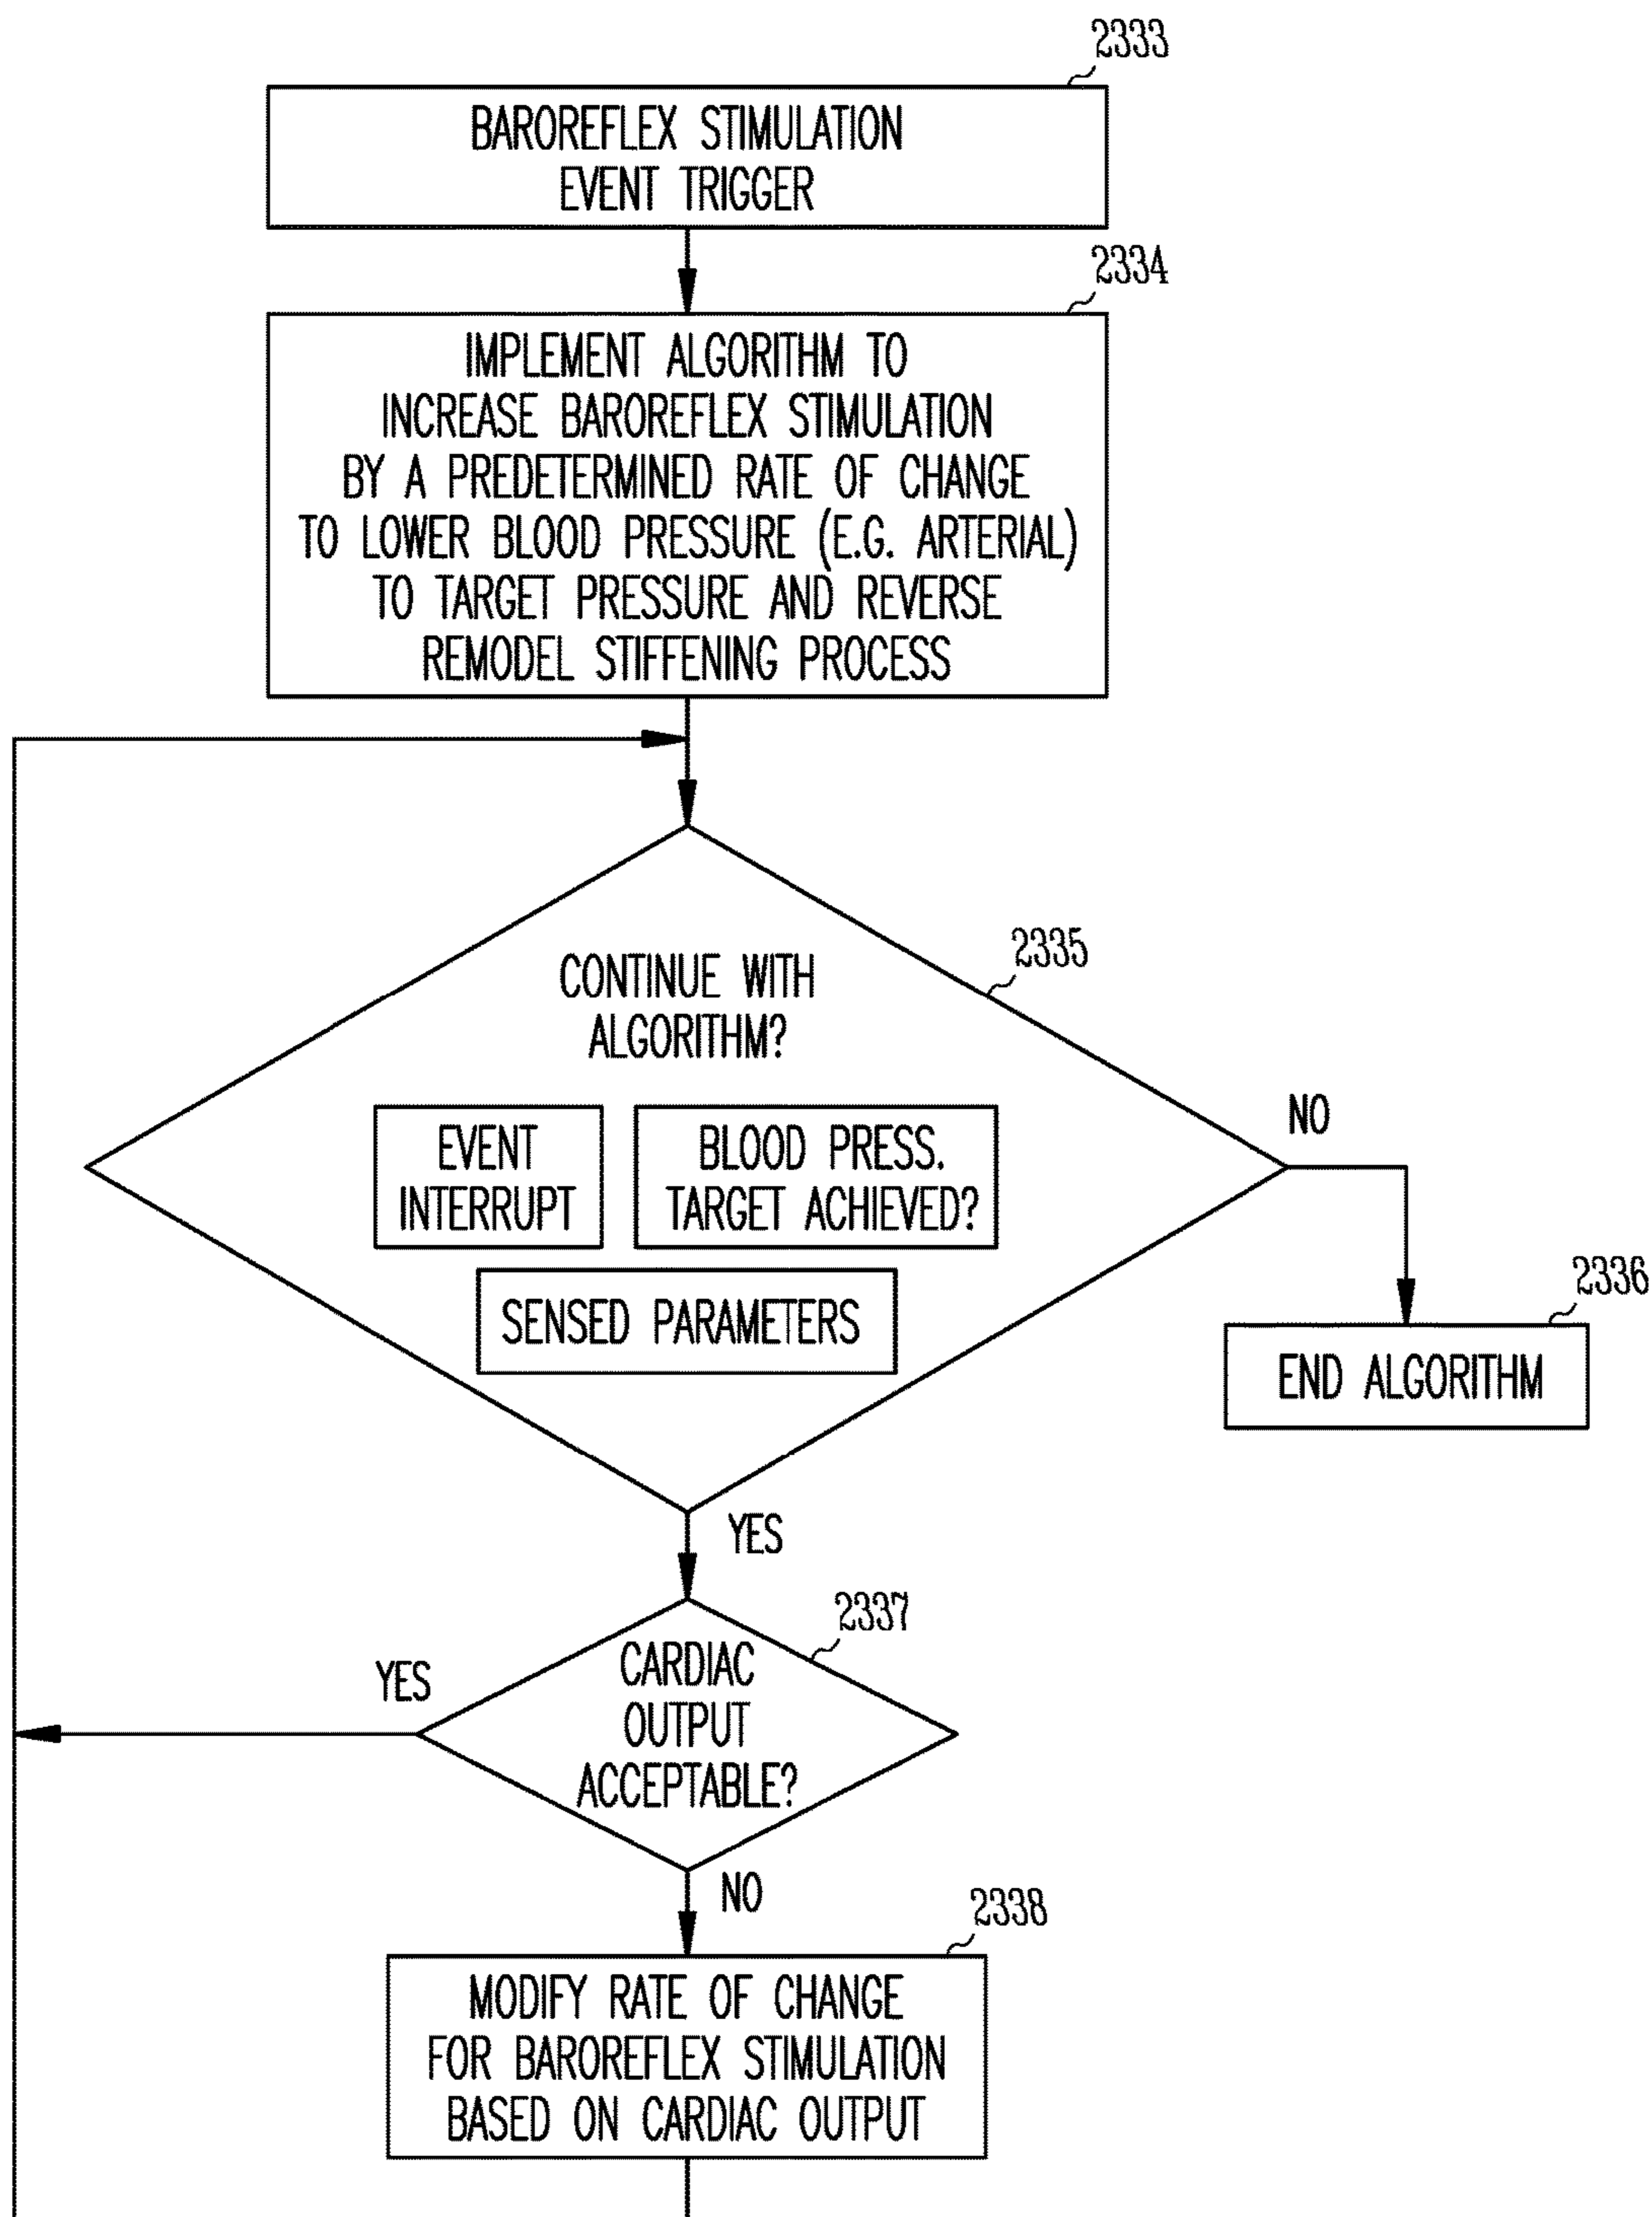 2333
BAROREFLEX STIMULATION
EVENT TRIGGER
2334
IMPLEMENT ALGORITHM TO
INCREASE BAROREFLEX STIMULATION
BY A PREDETERMINED RATE OF CHANGE
TO LOWER BLOOD PRESSURE (E.G. ARTERIAL)
TO TARGET PRESSURE AND REVERSE
REMODEL STIFFENING PROCESS
2335
CONTINUE WITH
ALGORITHM?
EVENT
INTERRUPT
BLOOD PRESS.
TARGET ACHIEVED?
SENSED PARAMETERS
NO
2336
END ALGORITHM
YES
2337
CARDIAC
OUTPUT
ACCEPTABLE?
YES
NO
2338
MODIFY RATE OF CHANGE
FOR BAROREFLEX STIMULATION
BASED ON CARDIAC OUTPUT